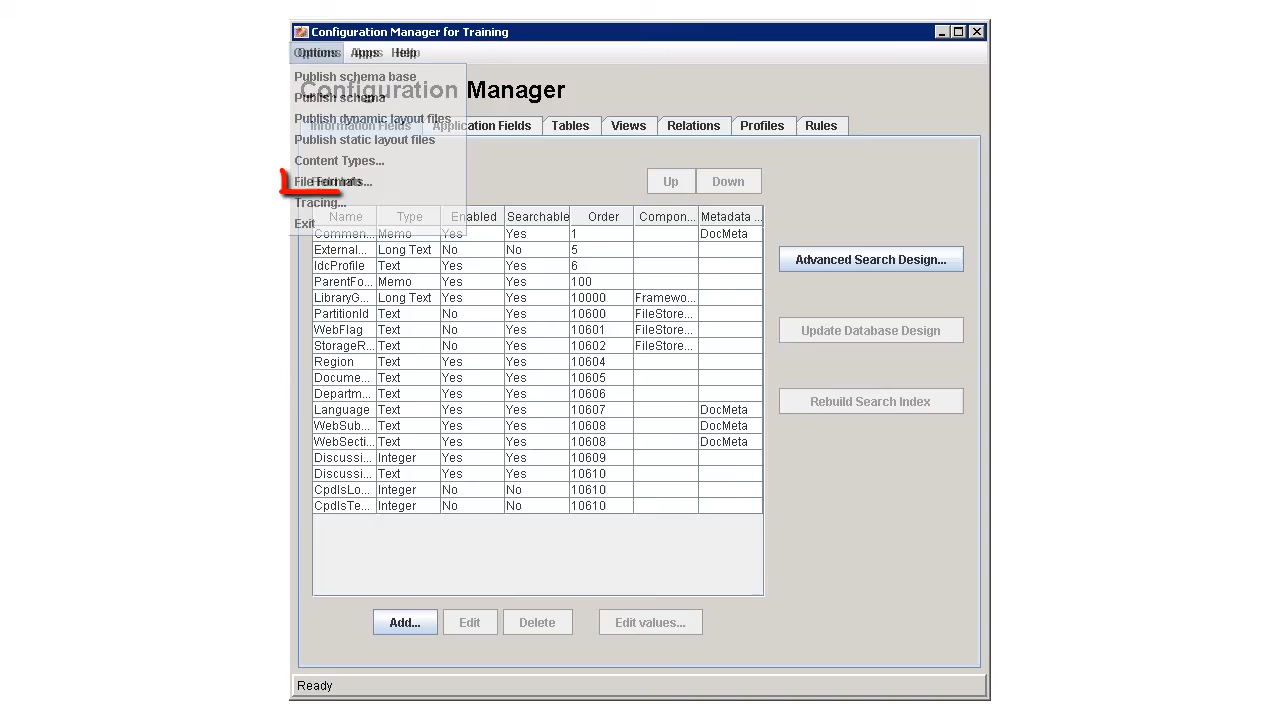 Configuration Manager for Training
Options Apps Help
Publish schema base
Configuration Manager
Publish schema
Publish dynamic layout files
Information Fields Application Fields Tables Views Relations Profiles Rules
Publish static layout files
Content Types...
File Formats... Up Down
Tracing...
Name Type Enabled Searchable Order Compon... Metadata ...
Exit
Commen... Memo Yes Yes 1 DocMeta
External... Long Text No No 5
IdcProfile Text Yes Yes 6
ParentFo... Memo Yes Yes 100
LibraryG... Long Text Yes Yes 10000 Framewo...
PartitionId Text Yes No 10600 FileStore...
WebFlag Text Yes No 10601 FileStore...
StorageR... Text Yes No 10602 FileStore...
Region Text Yes Yes 10604
Docume... Text Yes Yes 10605
Departm... Text Yes Yes 10606
Language Text Yes Yes 10607 DocMeta
WebSub... Text Yes Yes 10608 DocMeta
WebSecti... Text Yes Yes 10608 DocMeta
Discussi... Integer Yes Yes 10609
Discussi... Text Yes Yes 10610
CpdIsLo... Integer No No 10610
CpdIsTe... Integer No No 10610
Advanced Search Design...
Update Database Design
Rebuild Search Index
Add... Edit Delete Edit values...
Ready